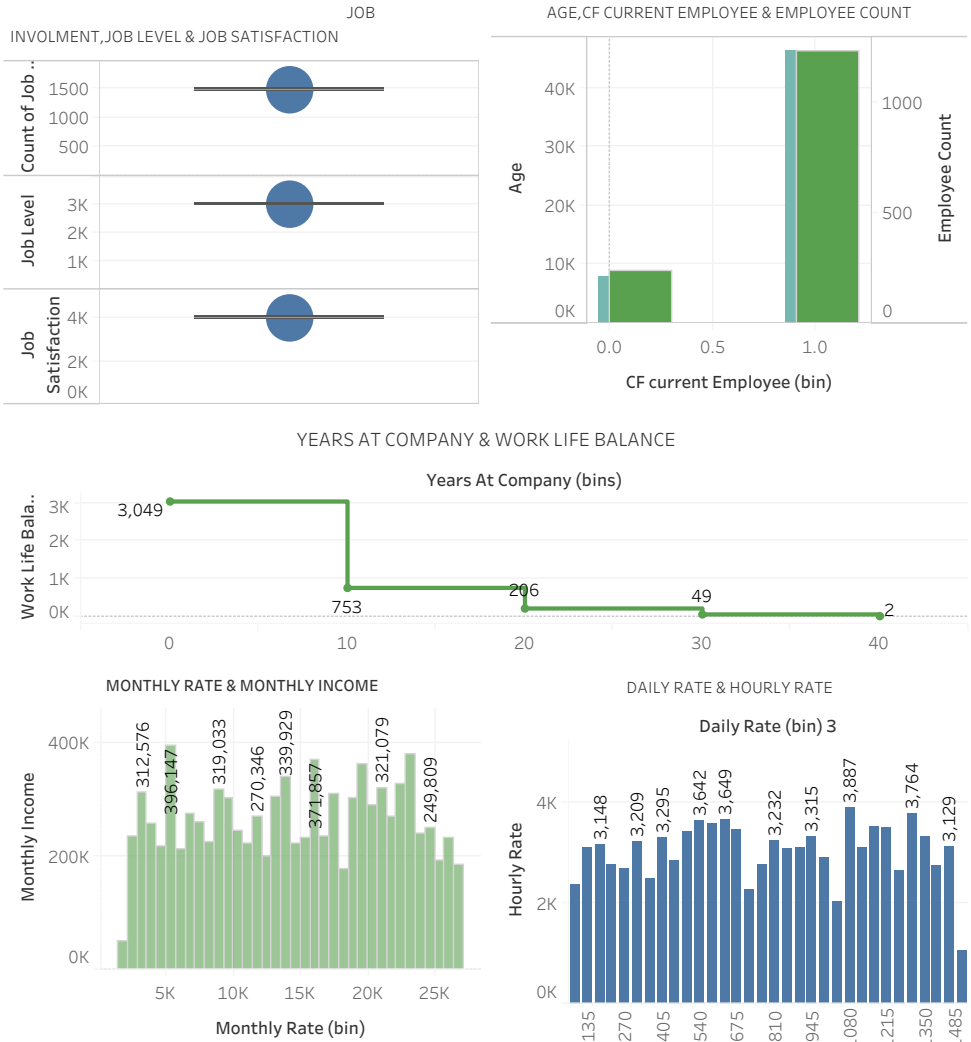 JOB
INVOLMENT,JOB LEVEL & JOB SATISFACTION
Count of Job ..
1500
1000
500
Job Level
3K
2K
1K
Job
Satisfaction
4K
2K
0K
AGE,CF CURRENT EMPLOYEE & EMPLOYEE COUNT
Age
40K
30K
20K
10K
0K
1000
500
0
Employee Count
0.0 0.5 1.0
CF current Employee (bin)
YEARS AT COMPANY & WORK LIFE BALANCE
Years At Company (bins)
Work Life Bala..
3K
2K
1K
0K
3,049
753
206
49
2
0 10 20 30 40
MONTHLY RATE & MONTHLY INCOME
Monthly Income
400K
200K
0K
312,576
396,147
319,033
270,346
339,929
371,857
321,079
249,809
5K 10K 15K 20K 25K
Monthly Rate (bin)
DAILY RATE & HOURLY RATE
Daily Rate (bin) 3
Hourly Rate
4K
2K
0K
3,148
3,209
3,295
3,642
3,649
3,232
3,315
3,887
3,764
3,129
135 270 405 540 675 810 945 ,080 ,215 ,350 ,485